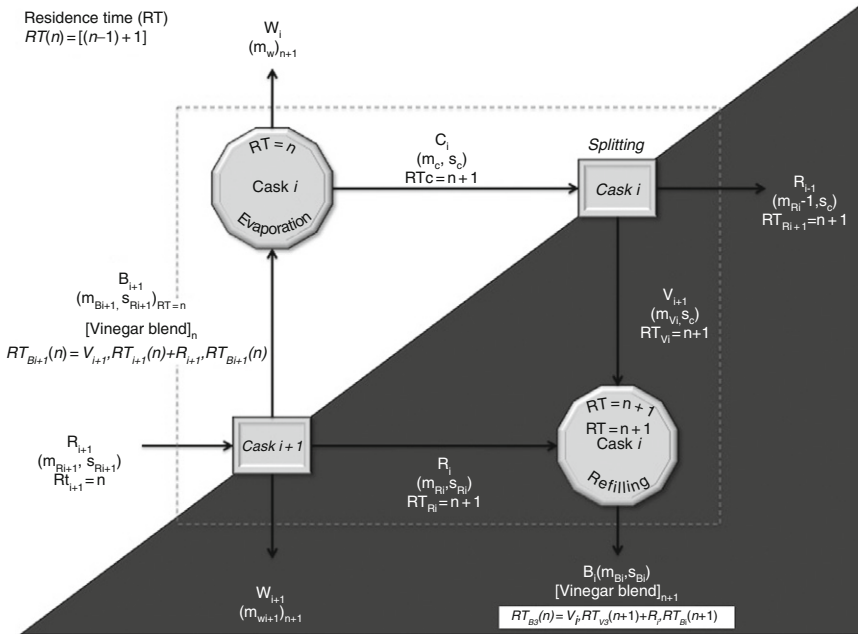 Residence time (RT)
RT(n) = [(n–1) + 1]
W_i
(m_w)_n+1
RT = n
Cask i
Evaporation
C_i
(m_c, s_c)
RTc = n + 1
Splitting
Cask i
R_i-1
(m_Ri-1,s_c)
RT_Ri+1=n + 1
B_i+1
(m_Bi+1, s_Ri+1)_RT=n
[Vinegar blend]_n
RT_Bi+1(n) = V_i+1,RT_i+1(n)+R_i+1,RT_Bi+1(n)
V_i+1
(m_Vi,s_c)
RT_Vi = n+1
R_i+1
(m_Ri+1, s_Ri+1)
Rt_i+1 = n
Cask i + 1
R_i
(m_Ri,s_Ri)
RT_Ri = n + 1
RT = n + 1
RT = n + 1
Cask i
Refilling
W_i+1
(m_wi+1)_n+1
B_i(m_Bi,s_Bi)
[Vinegar blend]_n+1
RT_B3(n) = V_i,RT_V3(n+1)+R_i,RT_Bi(n+1)